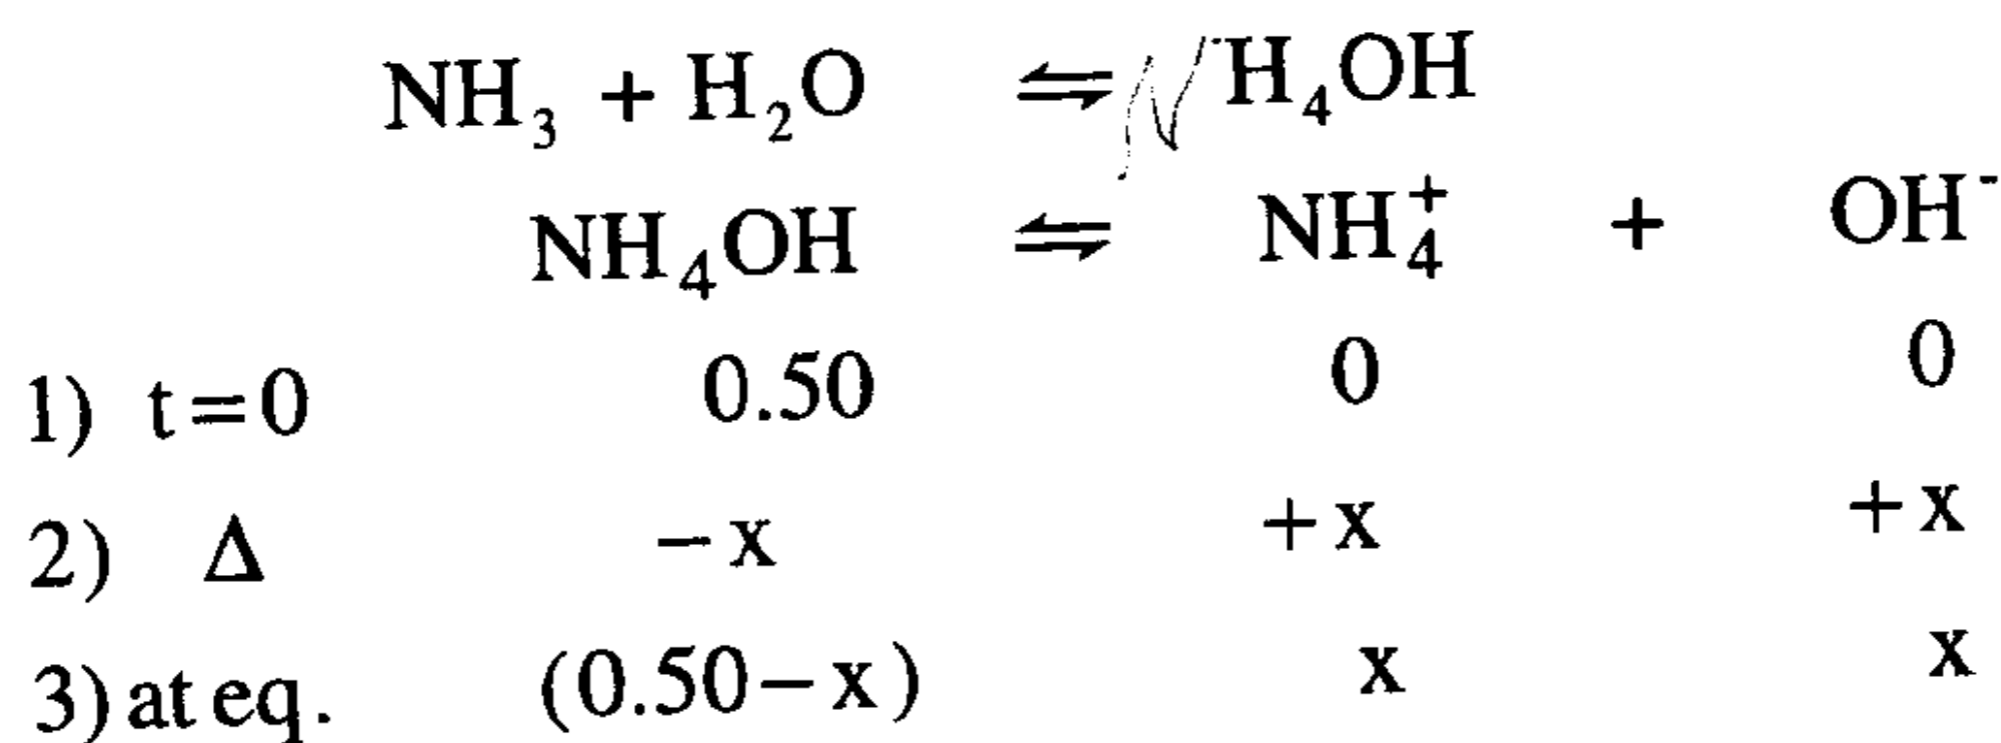 NH₃ + H₂O ⇌ NH₄OH
NH₄OH ⇌ NH₄⁺ + OH⁻
1) t=0 0.50 0 0
2) Δ −x +x +x
3) at eq. (0.50−x) x x